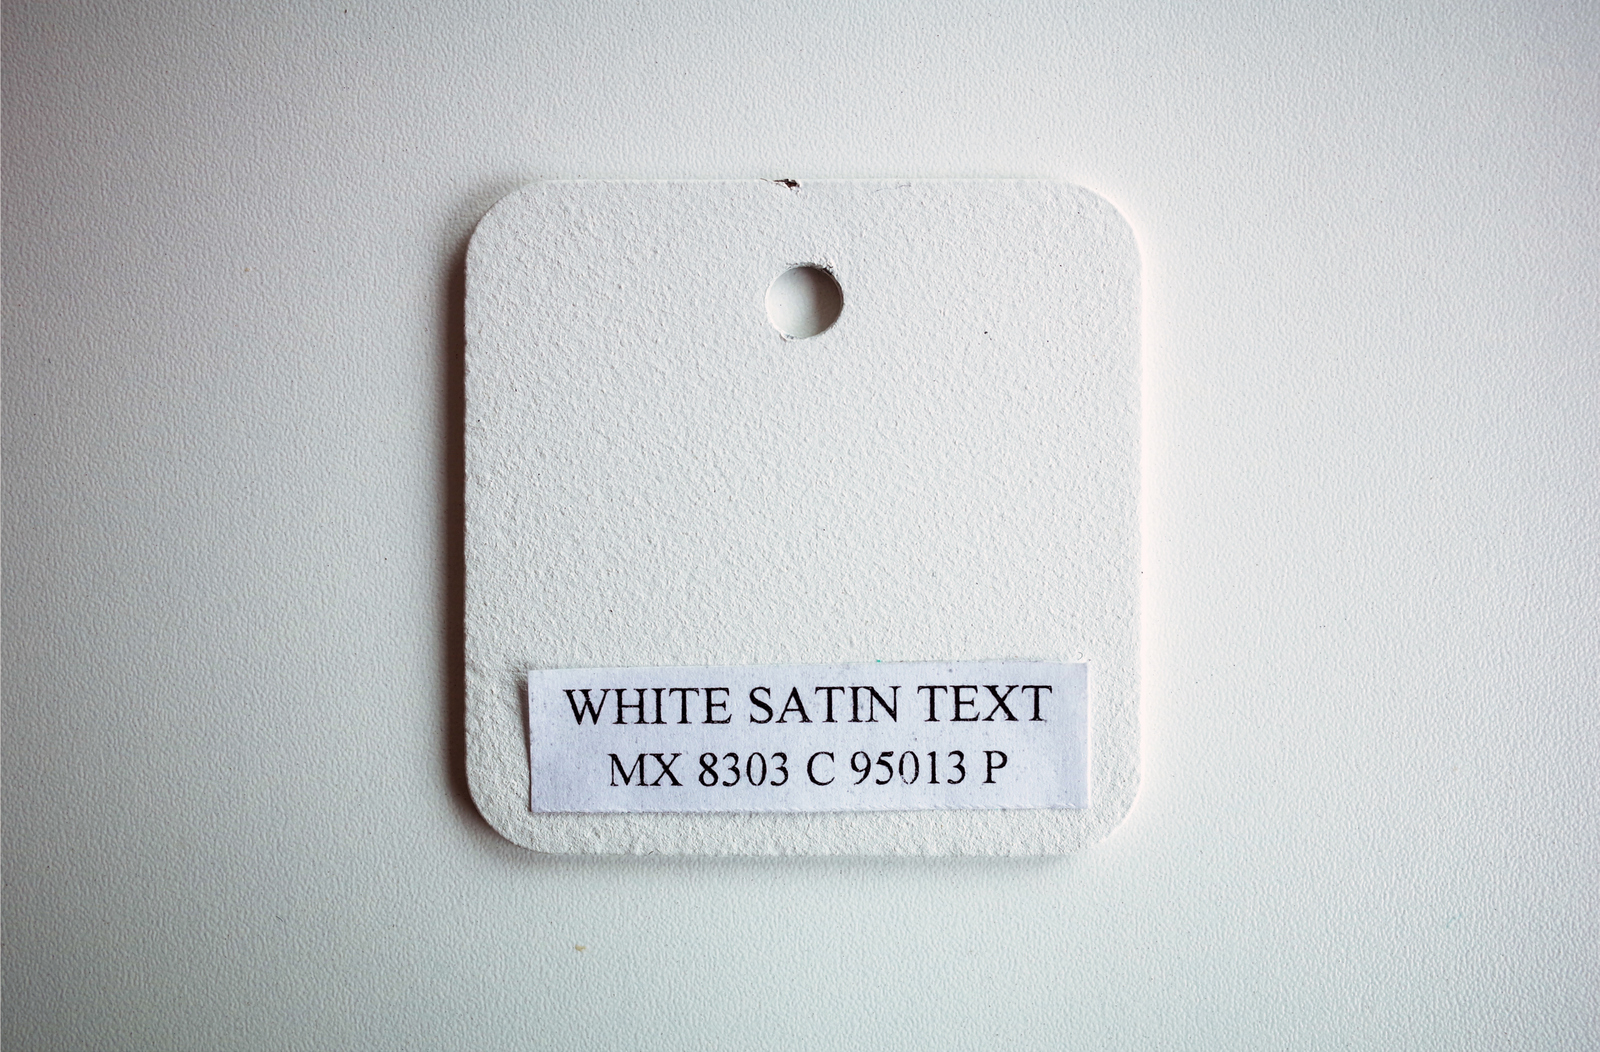 WHITE SATIN TEXT
MX 8303 C 95013 P